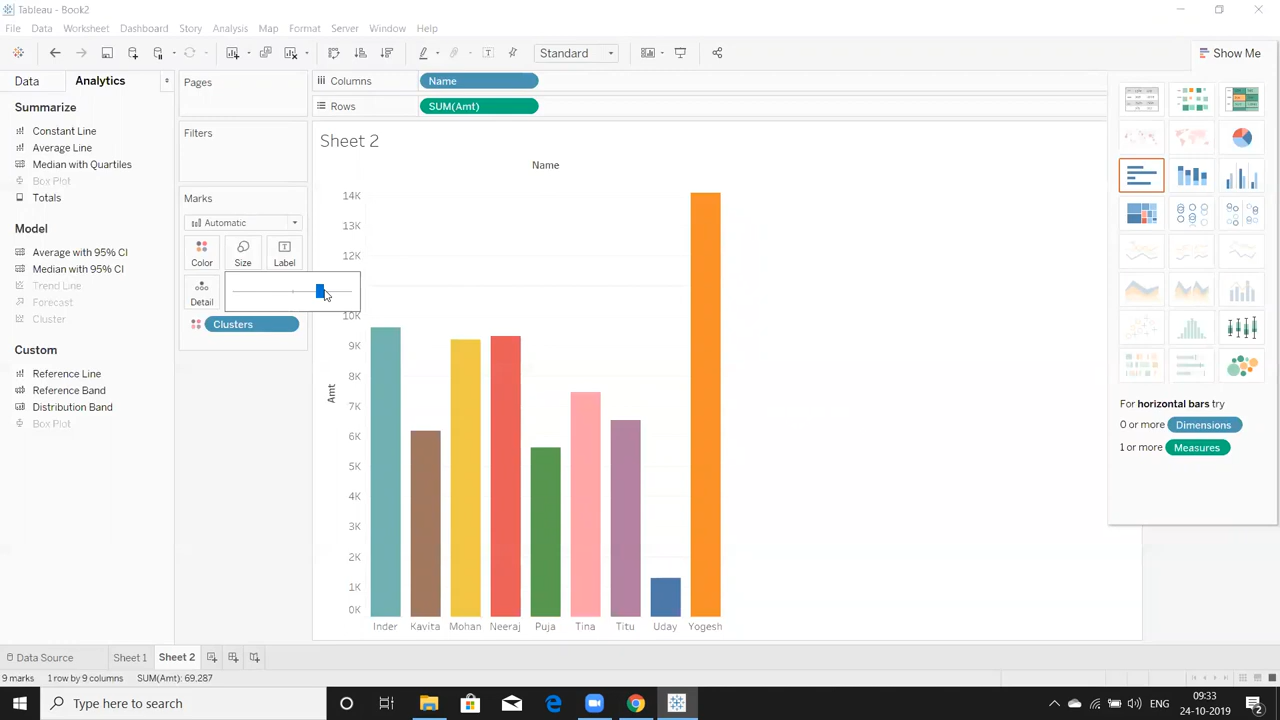 Tableau - Book2
File Data Worksheet Dashboard Story Analysis Map Format Server Window Help
Standard
Show Me
Data Analytics
Pages
Columns Name
Rows SUM(Amt)
Summarize
Constant Line
Average Line
Median with Quartiles
Box Plot
Totals
Model
Average with 95% CI
Median with 95% CI
Trend Line
Forecast
Cluster
Custom
Reference Line
Reference Band
Distribution Band
Box Plot
Filters
Marks
Automatic
Color Size Label
Detail
Clusters
Sheet 2
Name
14K
13K
12K
10K
9K
8K
7K
6K
5K
4K
3K
2K
1K
0K
Amt
Inder Kavita Mohan Neeraj Puja Tina Titu Uday Yogesh
For horizontal bars try
0 or more Dimensions
1 or more Measures
Data Source Sheet 1 Sheet 2
9 marks 1 row by 9 columns SUM(Amt): 69.287
Type here to search
ENG
09:33
24-10-2019
2